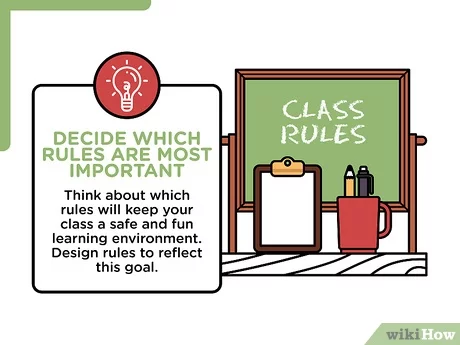 DECIDE WHICH
RULES ARE MOST
IMPORTANT
Think about which
rules will keep your
class a safe and fun
learning environment.
Design rules to reflect
this goal.
CLASS
RULES
wikiHow